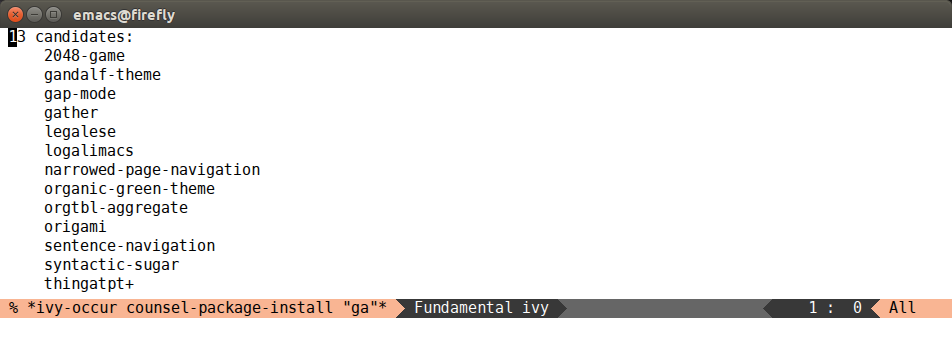 emacs@firefly
13 candidates:
2048-game
gandalf-theme
gap-mode
gather
legalese
logalimacs
narrowed-page-navigation
organic-green-theme
orgtbl-aggregate
origami
sentence-navigation
syntactic-sugar
thingatpt+
% *ivy-occur counsel-package-install "ga"* Fundamental ivy 1 : 0 All